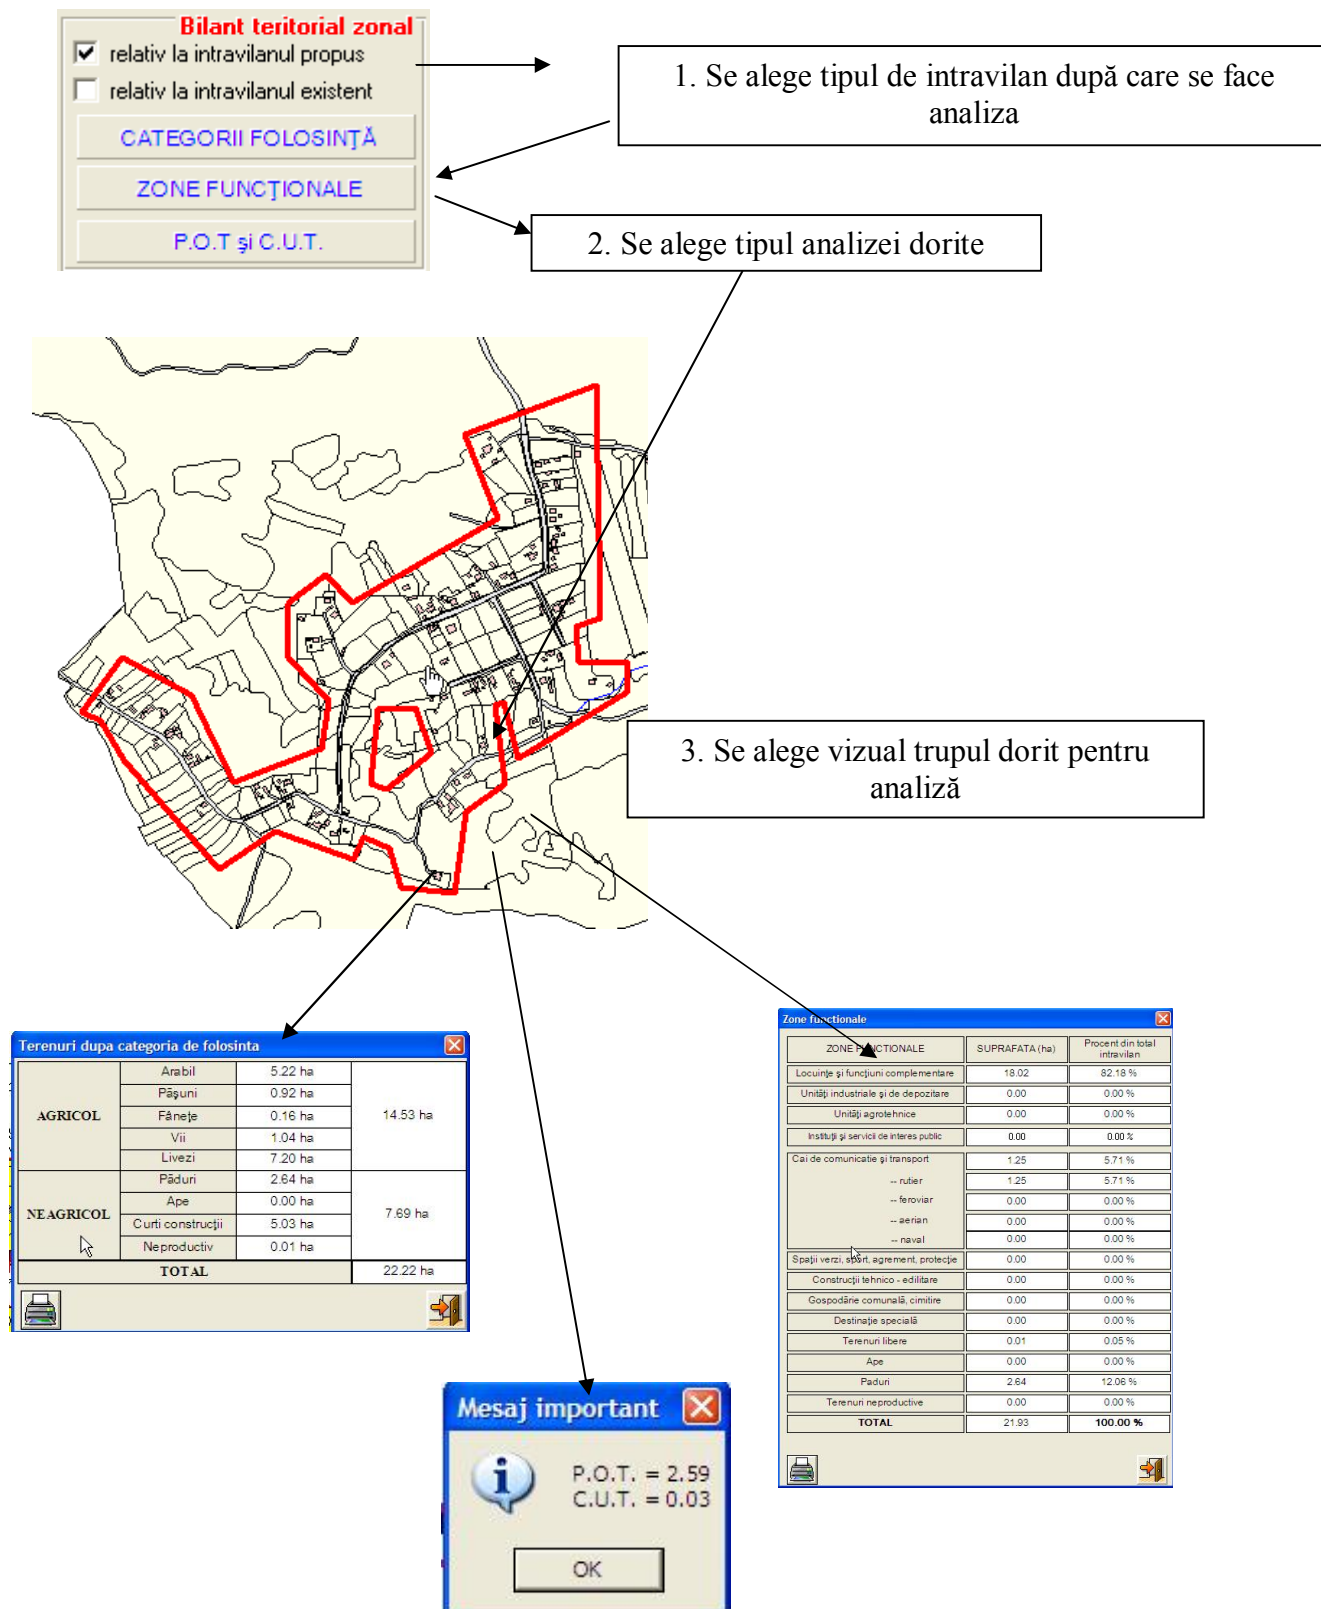 Bilant teritorial zonal
relativ la intravilanul propus
relativ la intravilanul existent
CATEGORII FOLOSINŢĂ
ZONE FUNCŢIONALE
P.O.T şi C.U.T.
1. Se alege tipul de intravilan după care se face
analiza
2. Se alege tipul analizei dorite
3. Se alege vizual trupul dorit pentru
analiză
Terenuri dupa categoria de folosinta
AGRICOL
Arabil 5.22 ha
Păşuni 0.92 ha
Fâneţe 0.16 ha
Vii 1.04 ha
Livezi 7.20 ha
14.53 ha
NEAGRICOL
Păduri 2.64 ha
Ape 0.00 ha
Curti construcţii 5.03 ha
Neproductiv 0.01 ha
7.69 ha
TOTAL 22.22 ha
Mesaj important
P.O.T. = 2.59
C.U.T. = 0.03
OK
Zone functionale
ZONE FUNCTIONALE SUPRAFATA (ha) Procent din total
intravilan
Locuinţe şi funcţiuni complementare 18.02 82.18 %
Unităţi industriale şi de depozitare 0.00 0.00 %
Unităţi agrotehnice 0.00 0.00 %
Instituţii şi servicii de interes public 0.00 0.00 %
Cai de comunicatie şi transport 1.25 5.71 %
-- rutier 1.25 5.71 %
-- feroviar 0.00 0.00 %
-- aerian 0.00 0.00 %
-- naval 0.00 0.00 %
Spaţii verzi, sport, agrement, protecţie 0.00 0.00 %
Construcţii tehnico - edilitare 0.00 0.00 %
Gospodărie comunală, cimitire 0.00 0.00 %
Destinaţie specială 0.00 0.00 %
Terenuri libere 0.01 0.05 %
Ape 0.00 0.00 %
Paduri 2.64 12.06 %
Terenuri neproductive 0.00 0.00 %
TOTAL 21.93 100.00 %